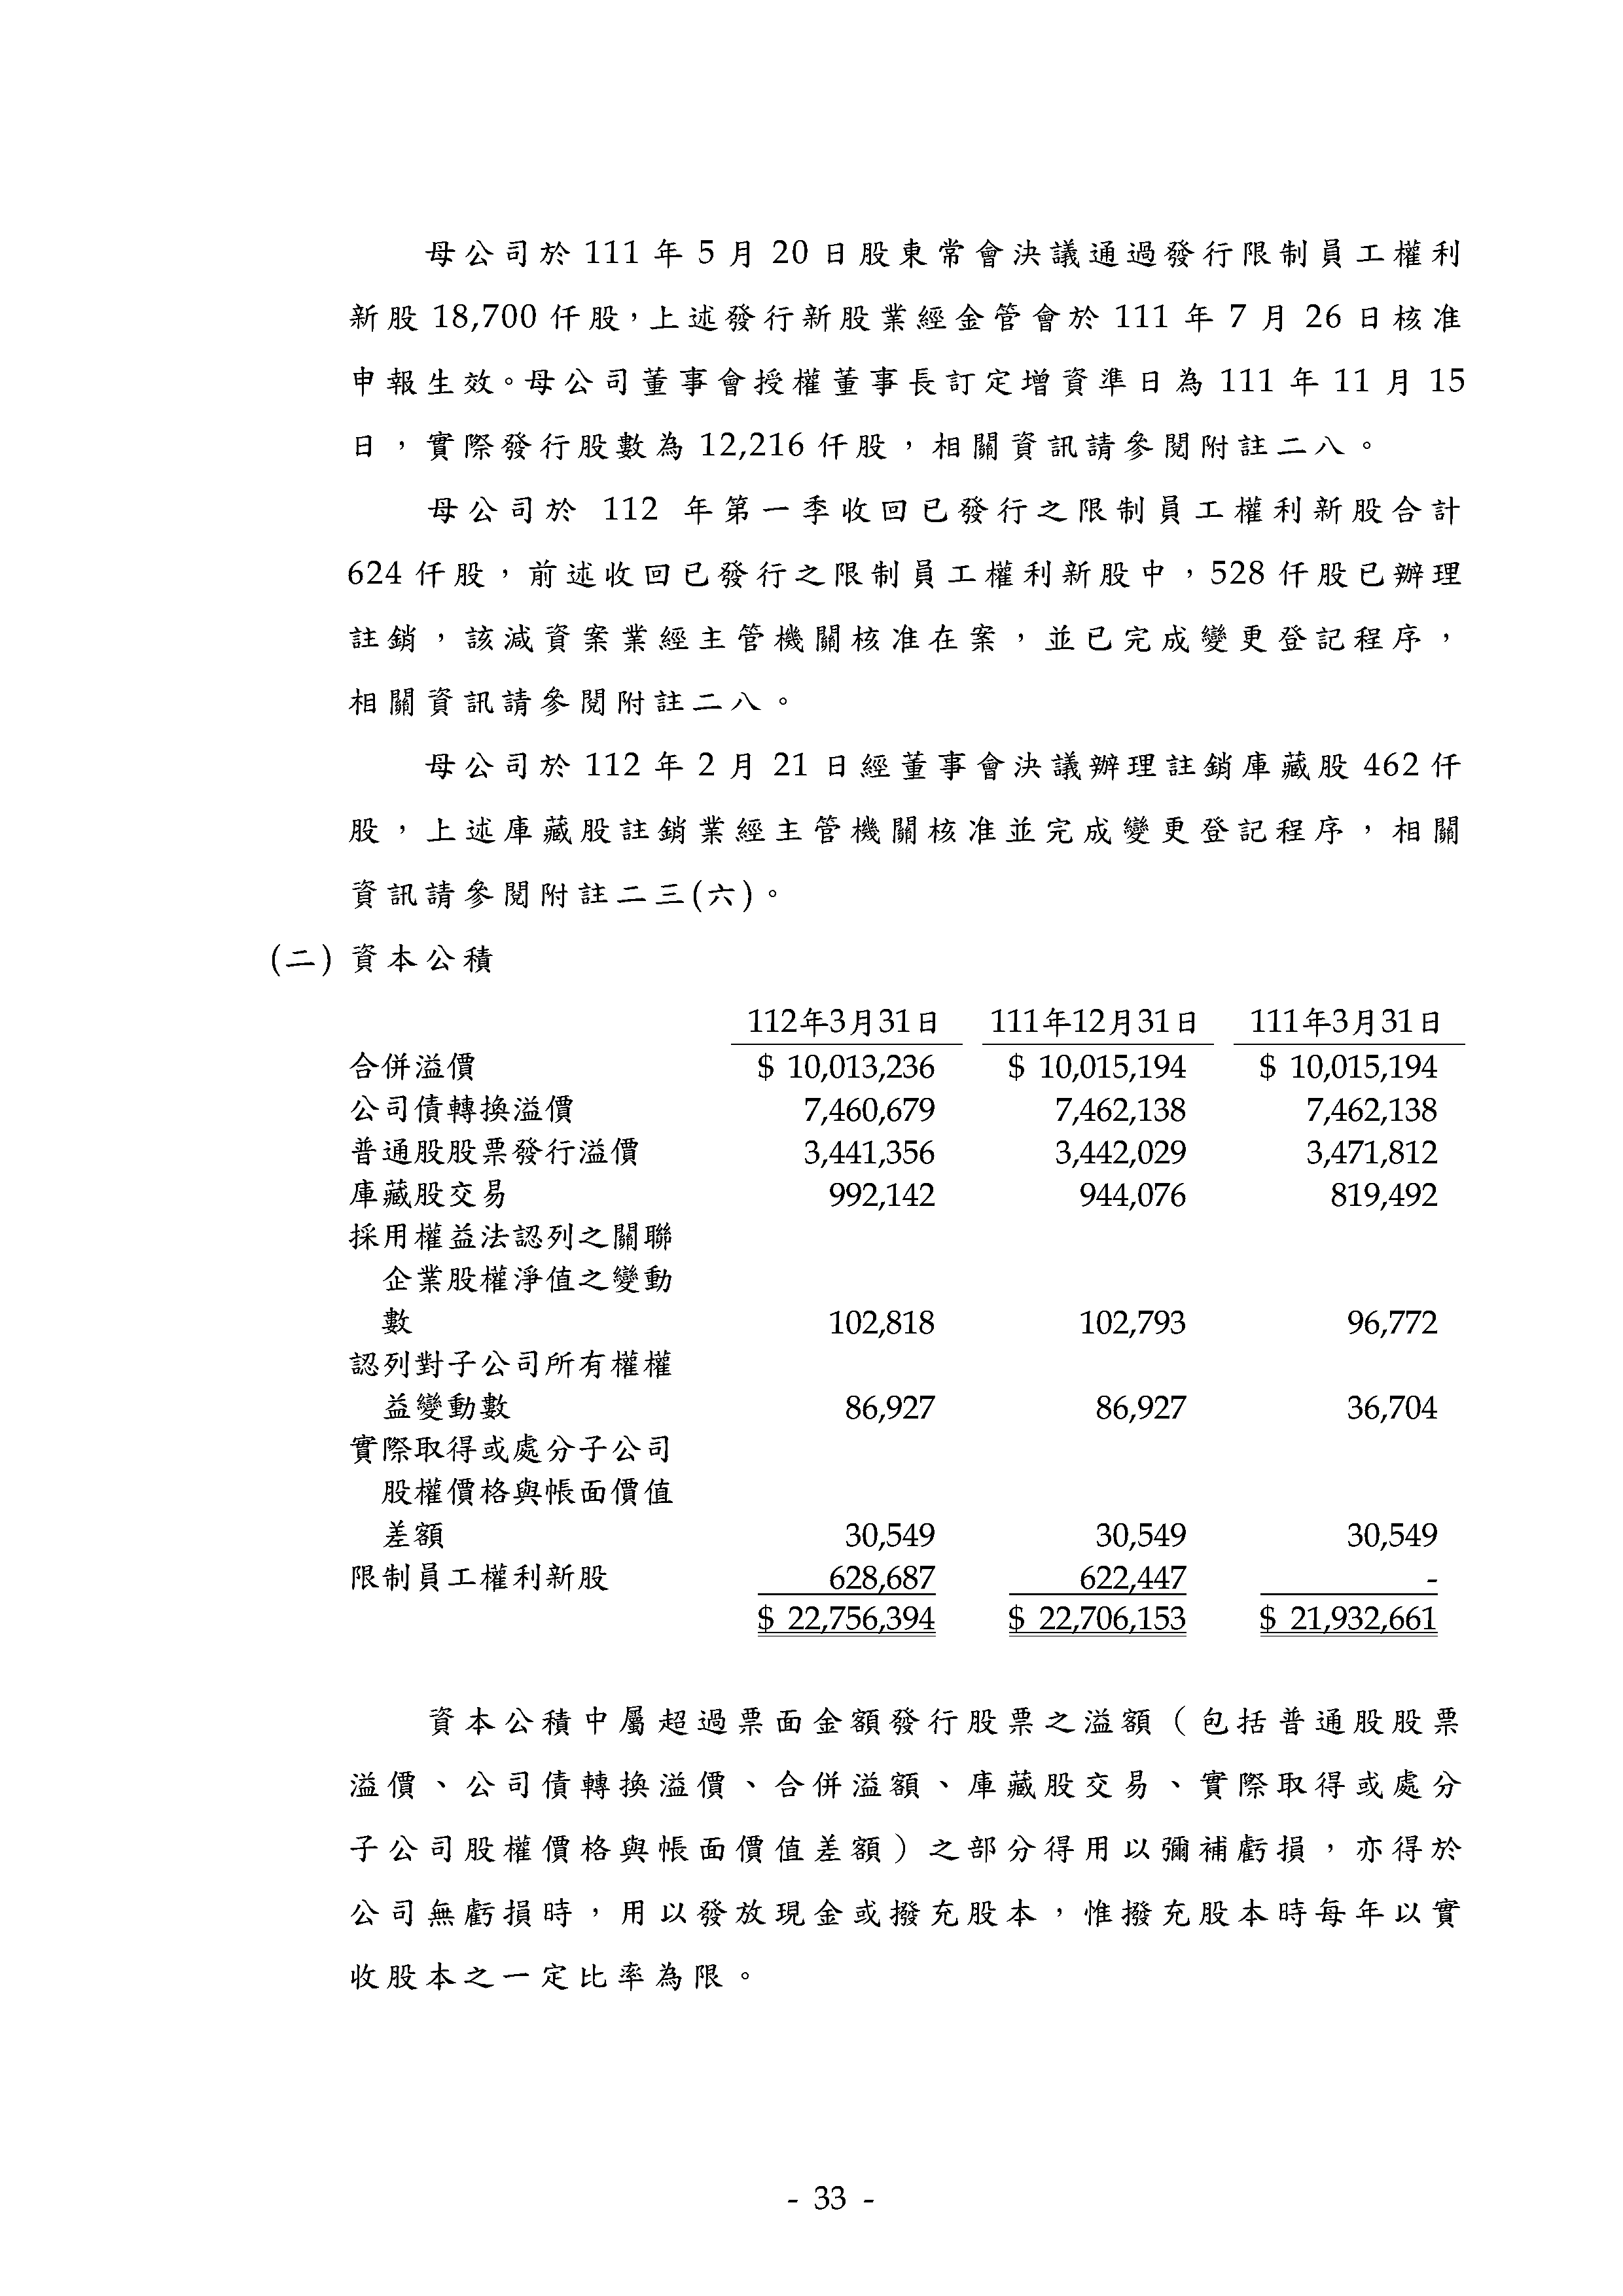 母公司於 111 年 5 月 20 日股東常會決議通過發行限制員工權利
新股 18,700 仟股，上述發行新股業經金管會於 111 年 7 月 26 日核准
申報生效。母公司董事會授權董事長訂定增資準日為 111 年 11 月 15
日，實際發行股數為 12,216 仟股，相關資訊請參閱附註二八。
母公司於 112 年第一季收回已發行之限制員工權利新股合計
624 仟股，前述收回已發行之限制員工權利新股中，528 仟股已辦理
註銷，該減資案業經主管機關核准在案，並已完成變更登記程序，
相關資訊請參閱附註二八。
母公司於 112 年 2 月 21 日經董事會決議辦理註銷庫藏股 462 仟
股，上述庫藏股註銷業經主管機關核准並完成變更登記程序，相關
資訊請參閱附註二三(六)。
(二) 資本公積
112年3月31日 111年12月31日 111年3月31日
合併溢價 $ 10,013,236 $ 10,015,194 $ 10,015,194
公司債轉換溢價 7,460,679 7,462,138 7,462,138
普通股股票發行溢價 3,441,356 3,442,029 3,471,812
庫藏股交易 992,142 944,076 819,492
採用權益法認列之關聯
企業股權淨值之變動
數 102,818 102,793 96,772
認列對子公司所有權權
益變動數 86,927 86,927 36,704
實際取得或處分子公司
股權價格與帳面價值
差額 30,549 30,549 30,549
限制員工權利新股 628,687 622,447 -
$ 22,756,394 $ 22,706,153 $ 21,932,661
資本公積中屬超過票面金額發行股票之溢額（包括普通股股票
溢價、公司債轉換溢價、合併溢額、庫藏股交易、實際取得或處分
子公司股權價格與帳面價值差額）之部分得用以彌補虧損，亦得於
公司無虧損時，用以發放現金或撥充股本，惟撥充股本時每年以實
收股本之一定比率為限。
- 33 -